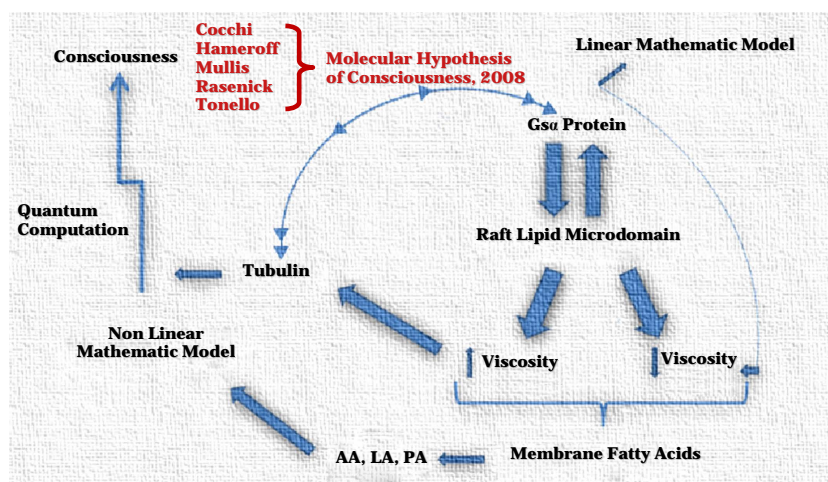 Consciousness
Cocchi
Hameroff
Mullis
Rasenick
Tonello
Molecular Hypothesis
of Consciousness, 2008
Linear Mathematic Model
Gsα Protein
Quantum
Computation
Raft Lipid Microdomain
Tubulin
Non Linear
Mathematic Model
Viscosity
Viscosity
AA, LA, PA
Membrane Fatty Acids